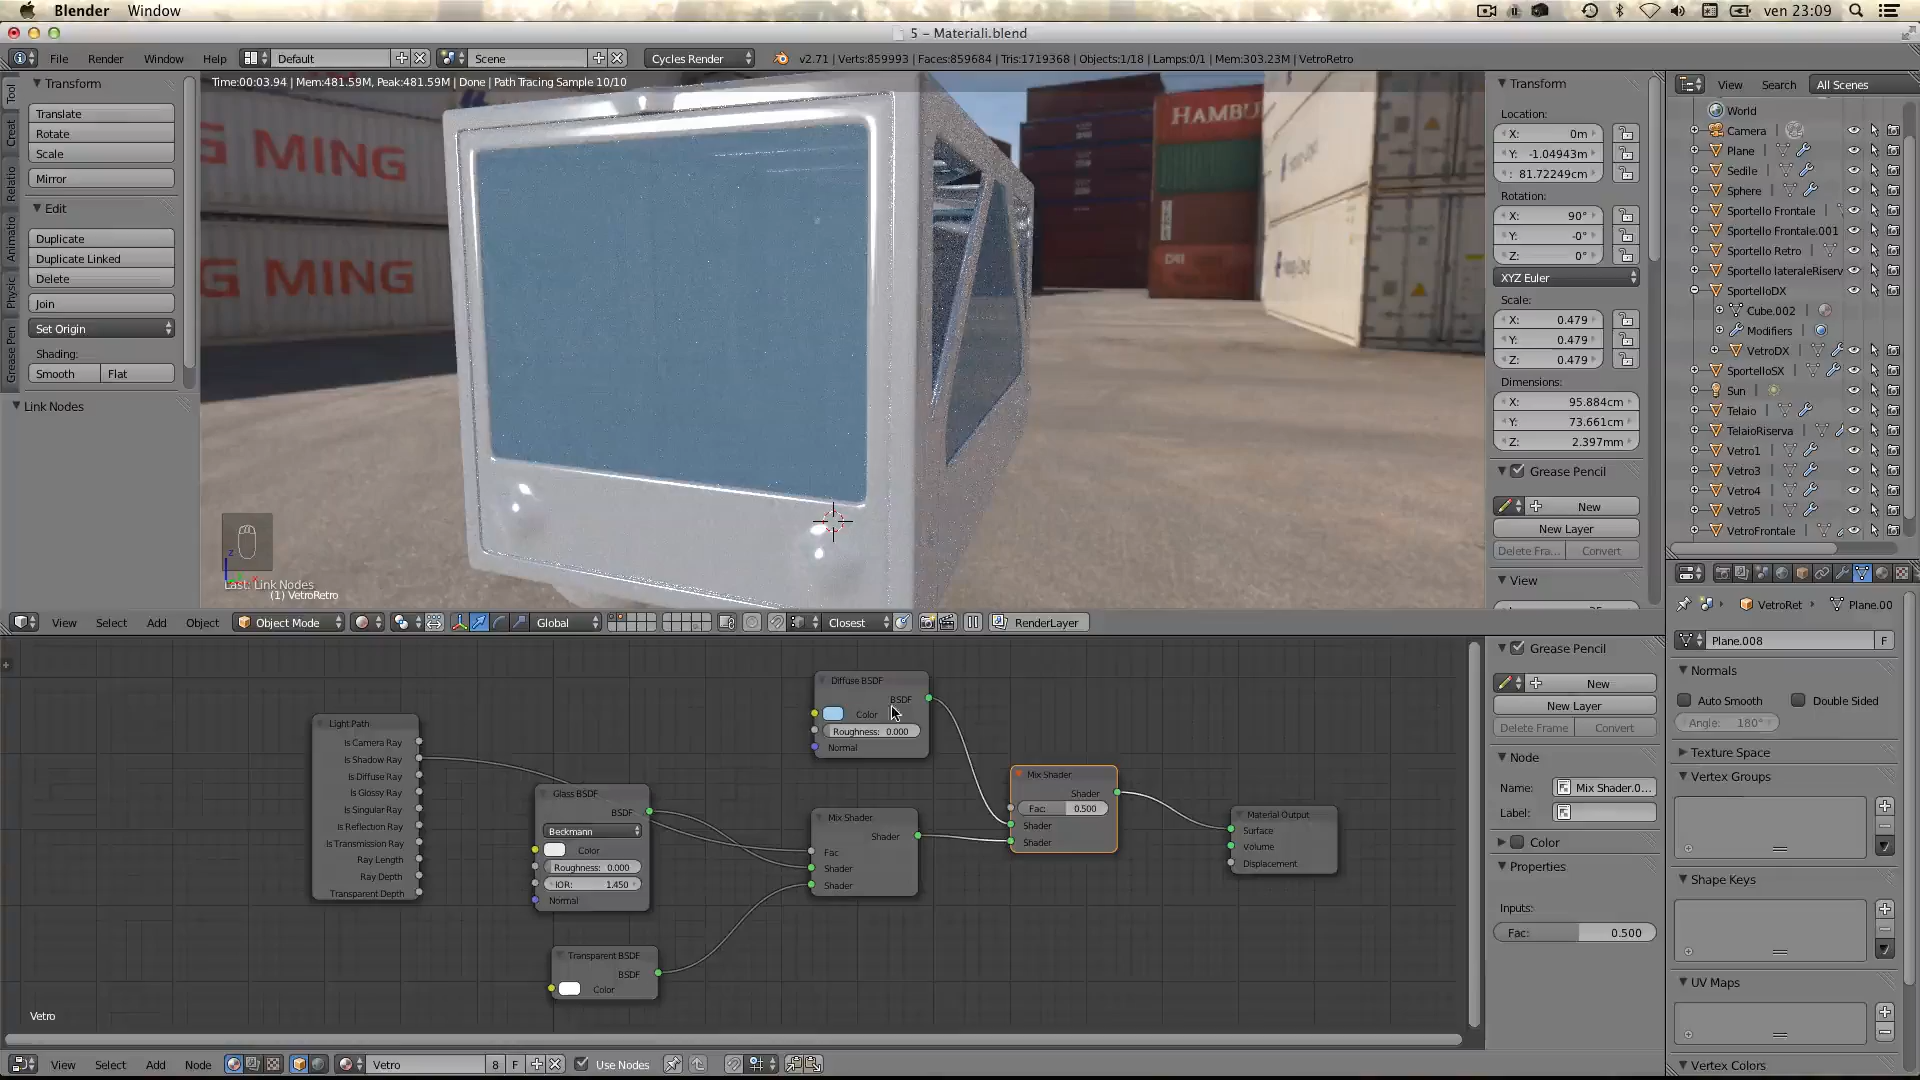 Blender Window ven 23:09
5 - Materiali.blend
File Render Window Help Default Scene Cycles Render v2.71 | Verts:859993 | Faces:859684 | Tris:1719368 | Objects:1/18 | Lamps:0/1 | Mem:303.23M | VetroRetro
Time:00:03.94 | Mem:481.59M, Peak:481.59M | Done | Path Tracing Sample 10/10
Tool
Creat
Relatio
Animatio
Physic
Grease Pen
Transform
Translate
Rotate
Scale
Mirror
Edit
Duplicate
Duplicate Linked
Delete
Join
Set Origin
Shading:
Smooth Flat
Link Nodes
G MING
G MING
HAMBU
Last: Link Nodes
(1) VetroRetro
Transform
Location:
X: 0m
Y: -1.04943m
: 81.72249cm
Rotation:
X: 90°
Y: -0°
Z: 0°
XYZ Euler
Scale:
X: 0.479
Y: 0.479
Z: 0.479
Dimensions:
X: 95.884cm
Y: 73.661cm
Z: 2.397mm
Grease Pencil
New
New Layer
Delete Fra... Convert
View
View Search All Scenes
World
Camera
Plane
Sedile
Sphere
Sportello Frontale
Sportello Frontale.001
Sportello Retro
Sportello lateraleRiserv
SportelloDX
Cube.002
Modifiers
VetroDX
SportelloSX
Sun
Telaio
TelaioRiserva
Vetro1
Vetro3
Vetro4
Vetro5
VetroFrontale
View Select Add Object Object Mode Global Closest RenderLayer
Light Path
Is Camera Ray
Is Shadow Ray
Is Diffuse Ray
Is Glossy Ray
Is Singular Ray
Is Reflection Ray
Is Transmission Ray
Ray Length
Ray Depth
Transparent Depth
Glass BSDF
BSDF
Beckmann
Color
Roughness: 0.000
IOR: 1.450
Normal
Transparent BSDF
BSDF
Color
Diffuse BSDF
BSDF
Color
Roughness: 0.000
Normal
Mix Shader
Shader
Fac
Shader
Shader
Mix Shader
Shader
Fac: 0.500
Shader
Shader
Material Output
Surface
Volume
Displacement
Vetro
View Select Add Node Vetro 8 F Use Nodes
Grease Pencil
New
New Layer
Delete Frame Convert
Node
Name: Mix Shader.0...
Label:
Color
Properties
Inputs:
Fac: 0.500
VetroRet Plane.00
Plane.008 F
Normals
Auto Smooth Double Sided
Angle: 180°
Texture Space
Vertex Groups
Shape Keys
UV Maps
Vertex Colors